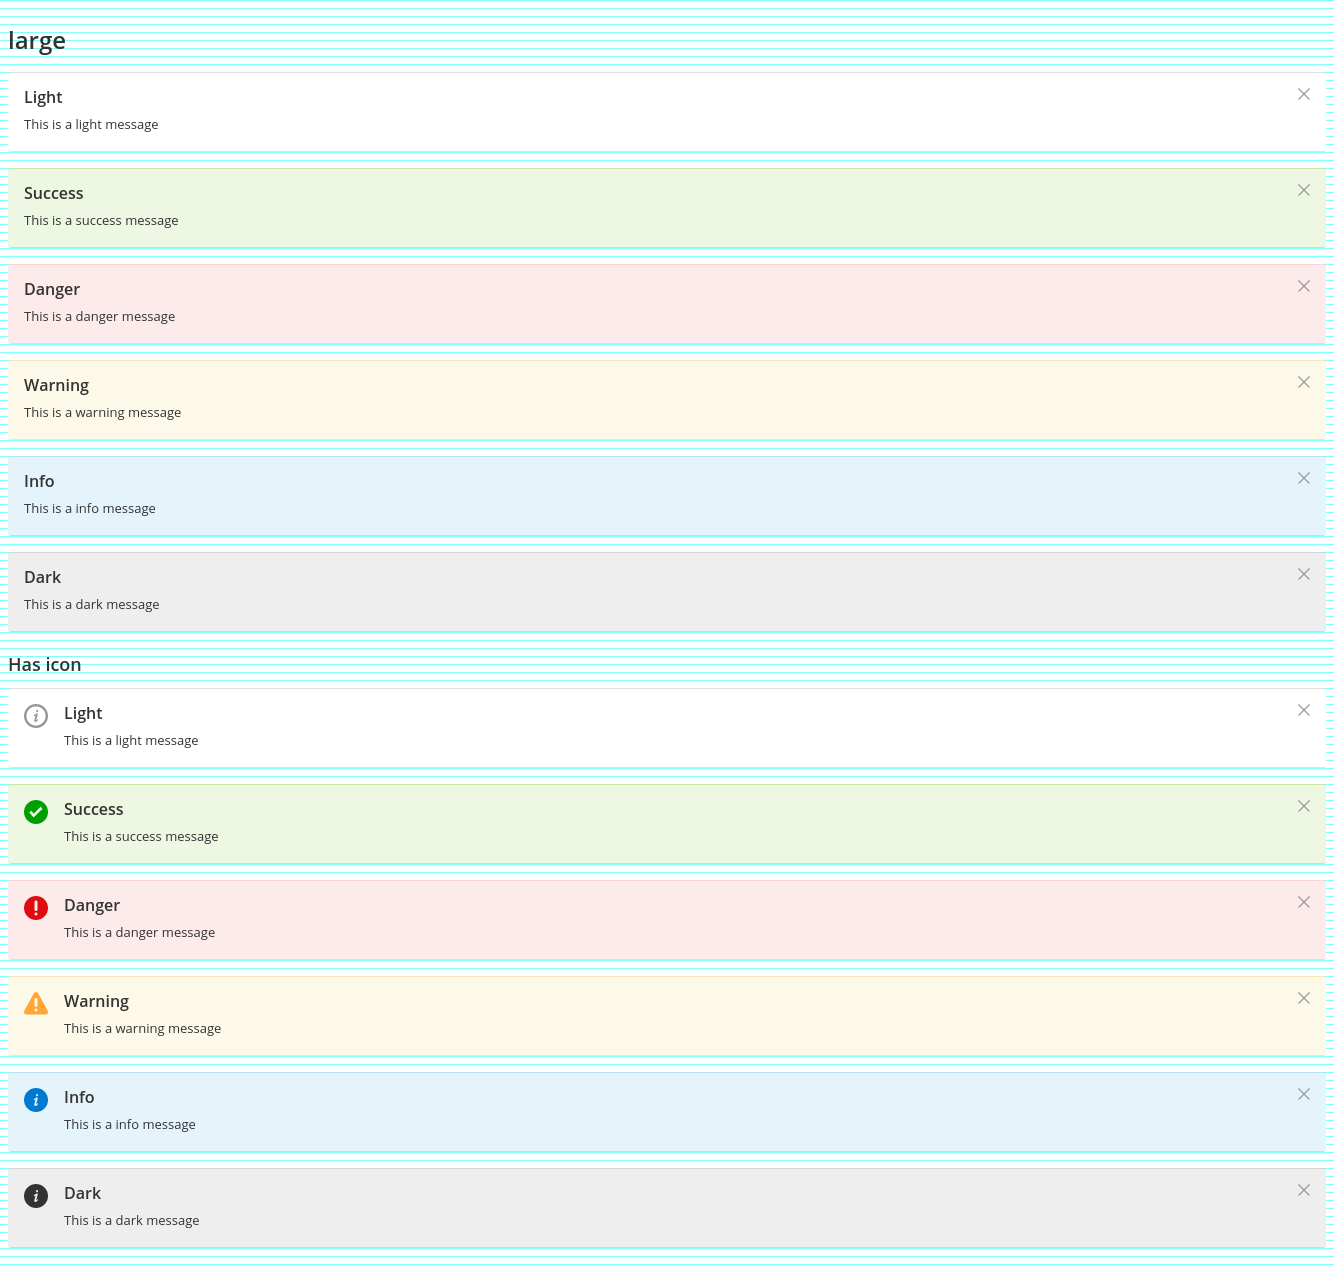 large
Light
This is a light message
Success
This is a success message
Danger
This is a danger message
Warning
This is a warning message
Info
This is a info message
Dark
This is a dark message
Has icon
Light
This is a light message
Success
This is a success message
Danger
This is a danger message
Warning
This is a warning message
Info
This is a info message
Dark
This is a dark message